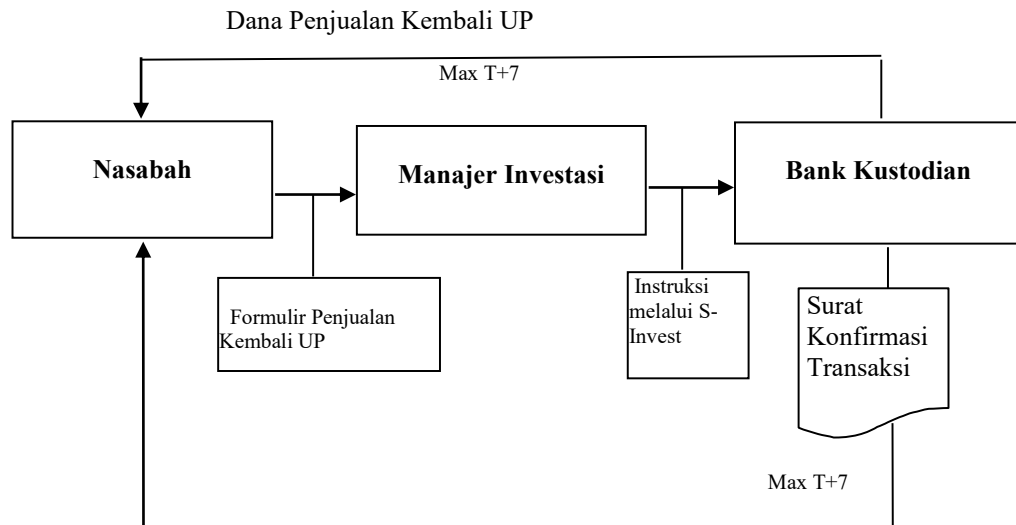 Dana Penjualan Kembali UP
Max T+7
Nasabah
Manajer Investasi
Bank Kustodian
Formulir Penjualan
Kembali UP
Instruksi
melalui S-
Invest
Surat
Konfirmasi
Transaksi
Max T+7